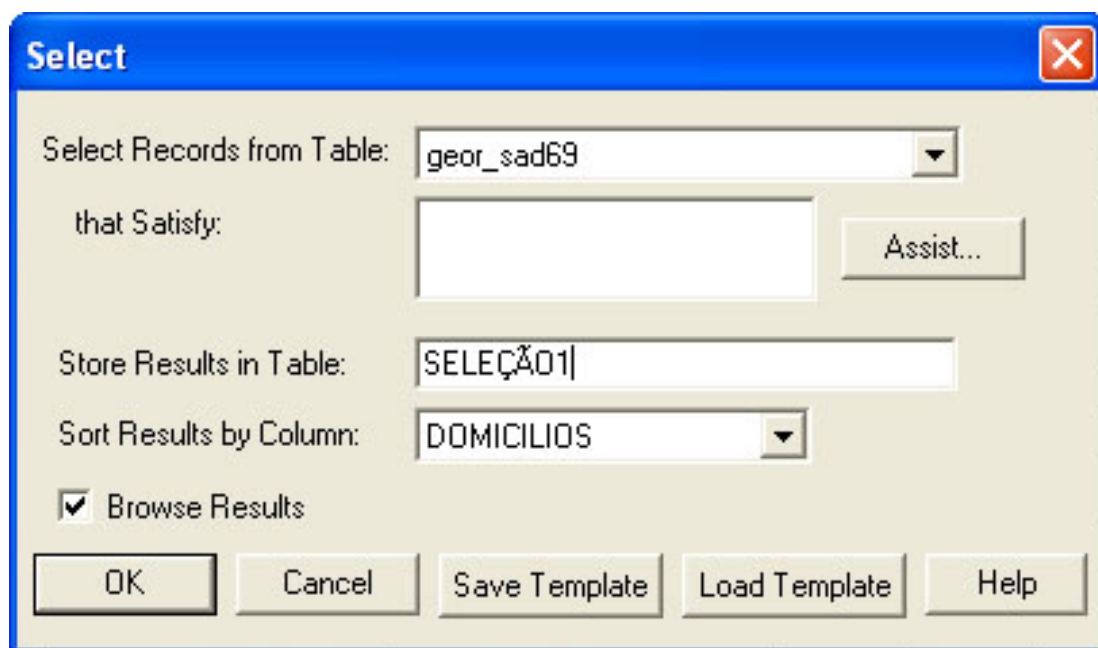 Select
Select Records from Table: geor_sad69
that Satisfy:
Assist...
Store Results in Table: SELEÇÃO1
Sort Results by Column: DOMICILIOS
Browse Results
OK Cancel Save Template Load Template Help